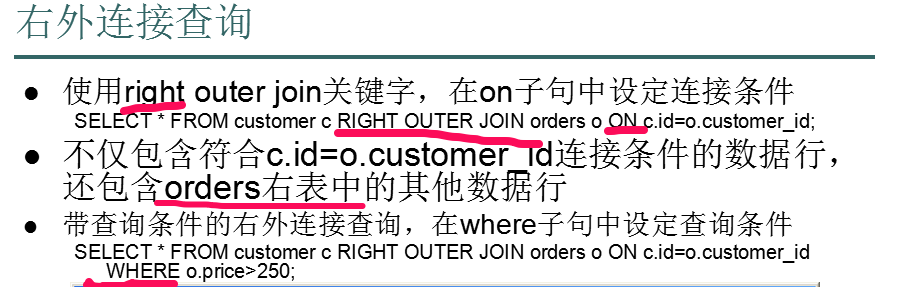 右外连接查询
● 使用right outer join关键字，在on子句中设定连接条件
SELECT * FROM customer c RIGHT OUTER JOIN orders o ON c.id=o.customer_id;
● 不仅包含符合c.id=o.customer_id连接条件的数据行，
还包含orders右表中的其他数据行
● 带查询条件的右外连接查询，在where子句中设定查询条件
SELECT * FROM customer c RIGHT OUTER JOIN orders o ON c.id=o.customer_id
WHERE o.price>250;